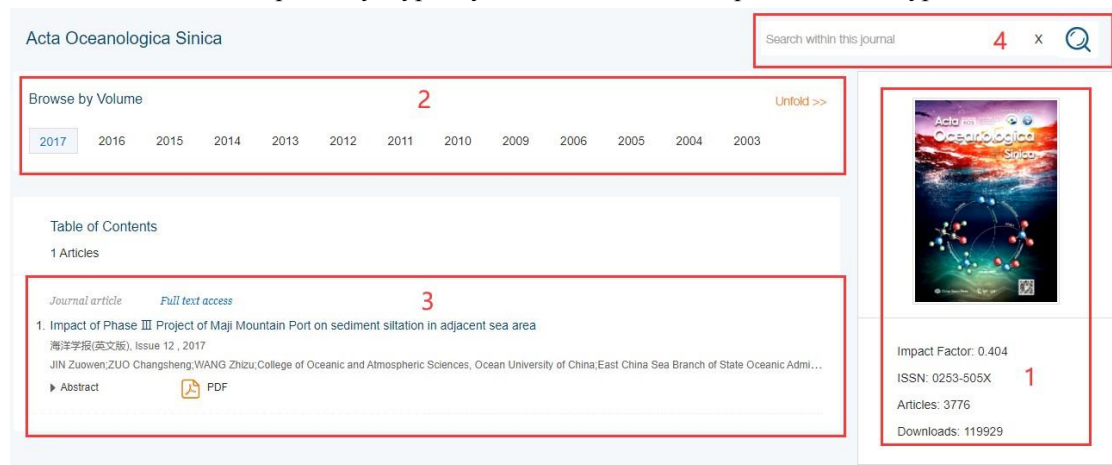 Acta Oceanologica Sinica
Search within this journal 4 X
Browse by Volume 2 Unfold >>
2017 2016 2015 2014 2013 2012 2011 2010 2009 2006 2005 2004 2003
Acta
Oceanologica
Sinica
Table of Contents
1 Articles
Journal article Full text access 3
1. Impact of Phase Ⅲ Project of Maji Mountain Port on sediment siltation in adjacent sea area
海洋学报(英文版), Issue 12 , 2017
JIN Zuowen;ZUO Changsheng;WANG Zhizu;College of Oceanic and Atmospheric Sciences, Ocean University of China;East China Sea Branch of State Oceanic Admi...
Abstract PDF
Impact Factor: 0.404
ISSN: 0253-505X 1
Articles: 3776
Downloads: 119929